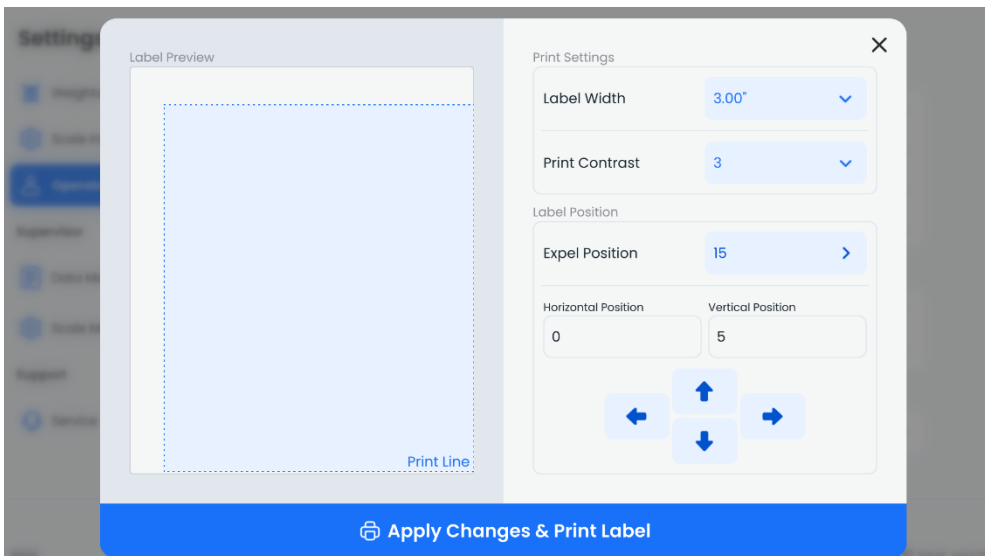 Settings
Label Preview
Print Line
Print Settings
Label Width
3.00"
Print Contrast
3
Label Position
Expel Position
15
Horizontal Position
Vertical Position
0
5
Apply Changes & Print Label